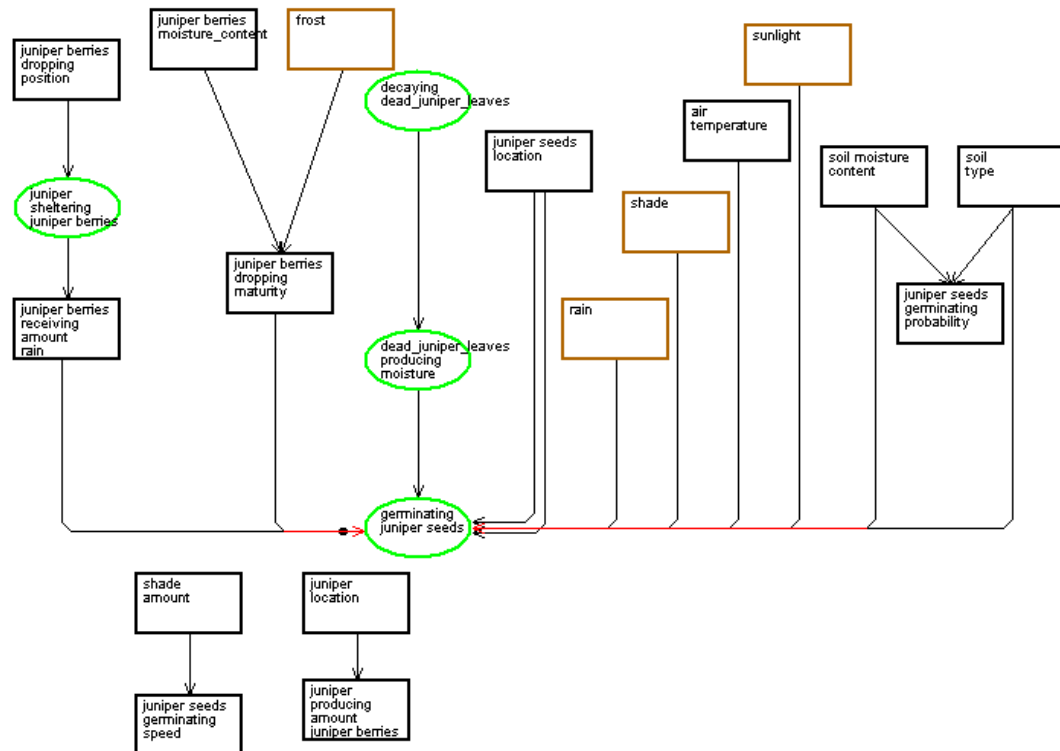 juniper berries
dropping
position
juniper berries
moisture_content
frost
decaying
dead_juniper_leaves
sunlight
air
temperature
juniper seeds
location
soil moisture
content
soil
type
juniper
sheltering
juniper berries
shade
juniper berries
dropping
maturity
juniper seeds
germinating
probability
juniper berries
receiving
amount
rain
rain
dead_juniper_leaves
producing
moisture
germinating
juniper seeds
shade
amount
juniper
location
juniper seeds
germinating
speed
juniper
producing
amount
juniper berries